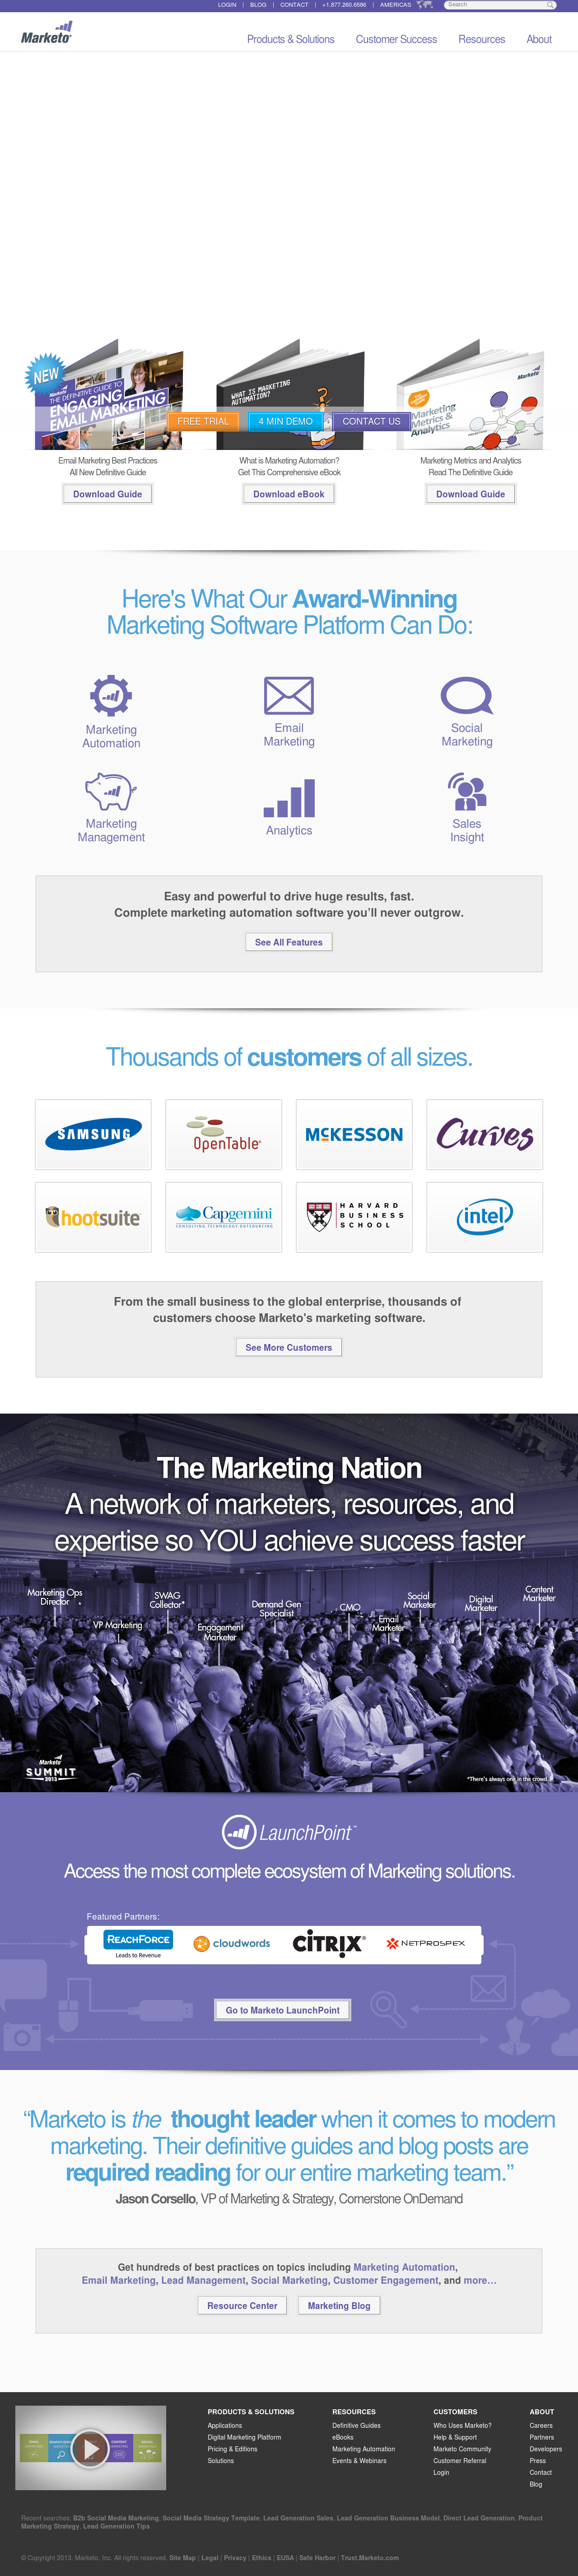 LOGIN | BLOG | CONTACT | +1.877.260.6586 | AMERICAS Search
Marketo
Products & Solutions Customer Success Resources About
NEW
THE DEFINITIVE GUIDE TO
ENGAGING
EMAIL MARKETING
WHAT IS MARKETING
AUTOMATION?
Marketo
Marketing
Metrics &
Analytics
FREE TRIAL 4 MIN DEMO CONTACT US
Email Marketing Best Practices
All New Definitive Guide
Download Guide
What is Marketing Automation?
Get This Comprehensive eBook
Download eBook
Marketing Metrics and Analytics
Read The Definitive Guide
Download Guide
Here's What Our Award-Winning
Marketing Software Platform Can Do:
Marketing
Automation
Email
Marketing
Social
Marketing
Marketing
Management
Analytics
Sales
Insight
Easy and powerful to drive huge results, fast.
Complete marketing automation software you'll never outgrow.
See All Features
Thousands of customers of all sizes.
SAMSUNG
OpenTable
MCKESSON
Curves
hootsuite
Capgemini
CONSULTING.TECHNOLOGY.OUTSOURCING
HARVARD
BUSINESS
SCHOOL
intel
From the small business to the global enterprise, thousands of
customers choose Marketo's marketing software.
See More Customers
The Marketing Nation
A network of marketers, resources, and
expertise so YOU achieve success faster
Marketing Ops
Director
VP Marketing
SWAG
Collector*
Engagement
Marketer
Demand Gen
Specialist
CMO
Email
Marketer
Social
Marketer
Digital
Marketer
Content
Marketer
Marketo
SUMMIT
2013
*There's always one in the crowd.
LaunchPoint™
Access the most complete ecosystem of Marketing solutions.
Featured Partners:
REACHFORCE
Leads to Revenue
cloudwords
CITRIX®
NETPROSPEX
Go to Marketo LaunchPoint
“Marketo is the thought leader when it comes to modern
marketing. Their definitive guides and blog posts are
required reading for our entire marketing team.”
Jason Corsello, VP of Marketing & Strategy, Cornerstone OnDemand
Get hundreds of best practices on topics including Marketing Automation,
Email Marketing, Lead Management, Social Marketing, Customer Engagement, and more…
Resource Center Marketing Blog
PRODUCTS & SOLUTIONS
Applications
Digital Marketing Platform
Pricing & Editions
Solutions
RESOURCES
Definitive Guides
eBooks
Marketing Automation
Events & Webinars
CUSTOMERS
Who Uses Marketo?
Help & Support
Marketo Community
Customer Referral
Login
ABOUT
Careers
Partners
Developers
Press
Contact
Blog
Recent searches: B2b Social Media Marketing, Social Media Strategy Template, Lead Generation Sales, Lead Generation Business Model, Direct Lead Generation, Product
Marketing Strategy, Lead Generation Tips
© Copyright 2013, Marketo, Inc. All rights reserved. Site Map | Legal | Privacy | Ethics | EUSA | Safe Harbor | Trust.Marketo.com